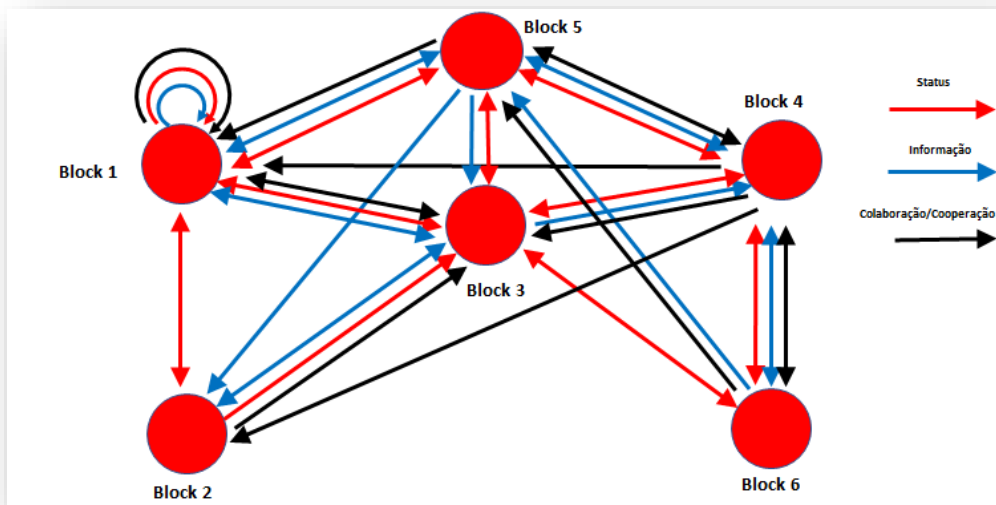 Block 5
Block 4
Block 1
Block 3
Block 2
Block 6
Status
Informação
Colaboração/Cooperação